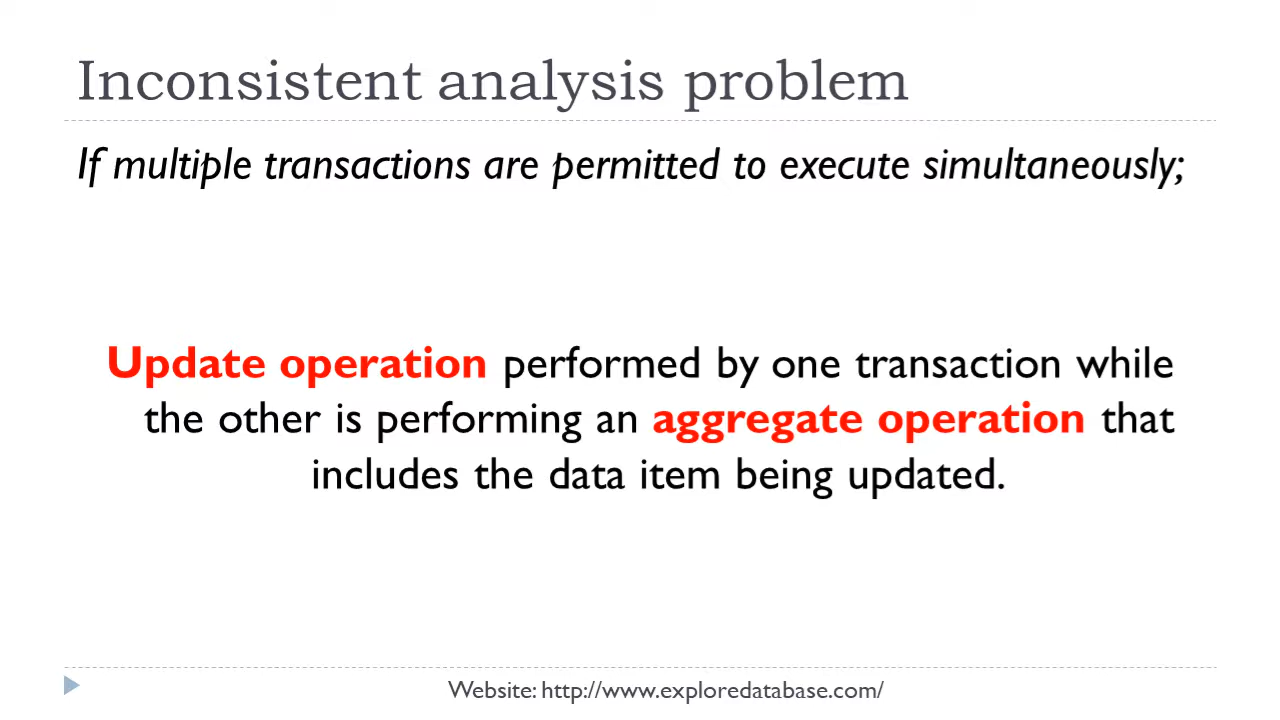 Inconsistent analysis problem
If multiple transactions are permitted to execute simultaneously;
Update operation performed by one transaction while
the other is performing an aggregate operation that
includes the data item being updated.
Website: http://www.exploredatabase.com/